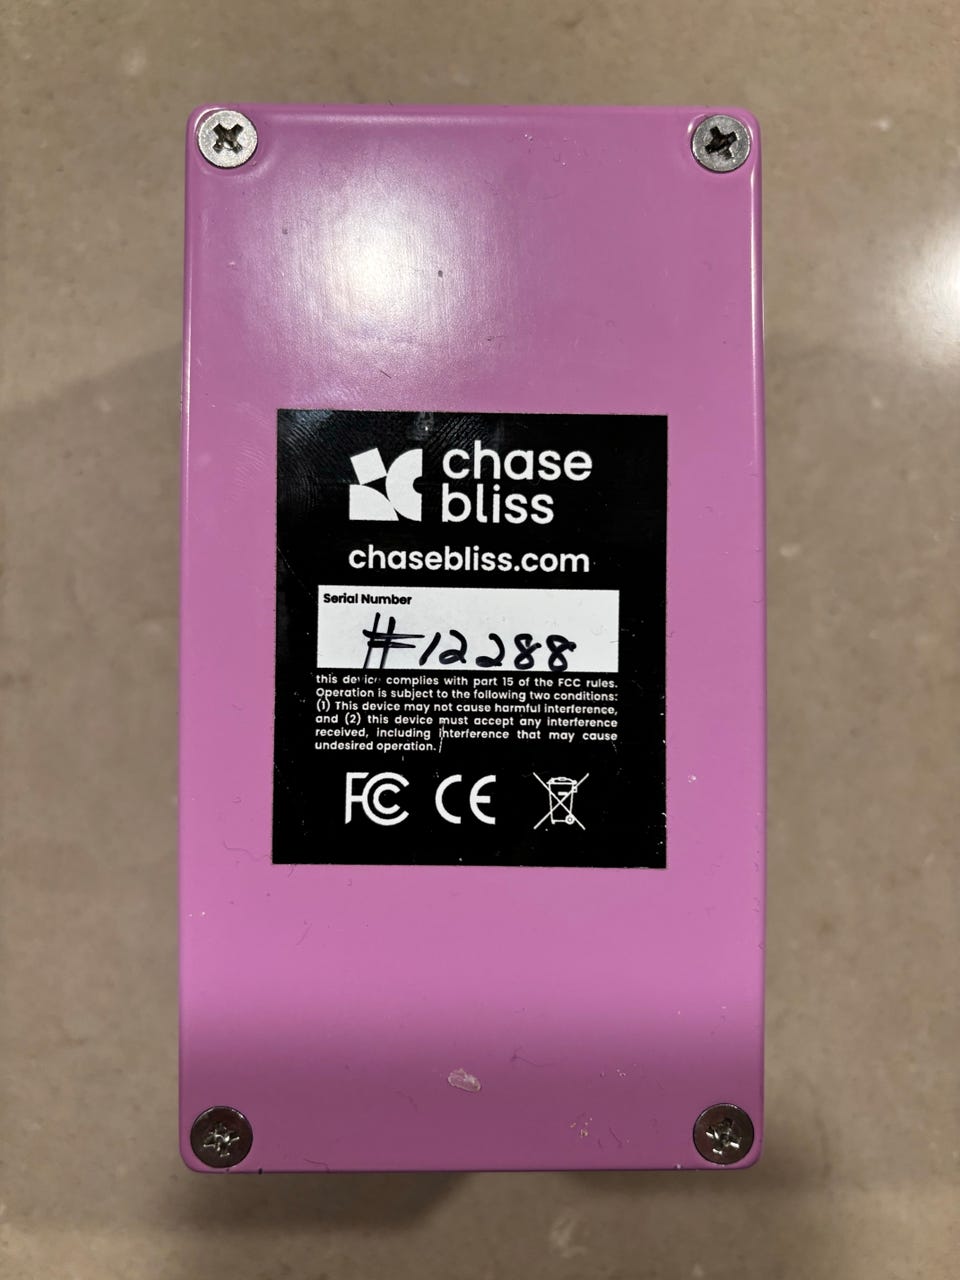 chase
bliss
chasebliss.com
Serial Number
#12288
this device complies with part 15 of the FCC rules.
Operation is subject to the following two conditions:
(1) This device may not cause harmful interference,
and (2) this device must accept any interference
received, including interference that may cause
undesired operation.
FC CE